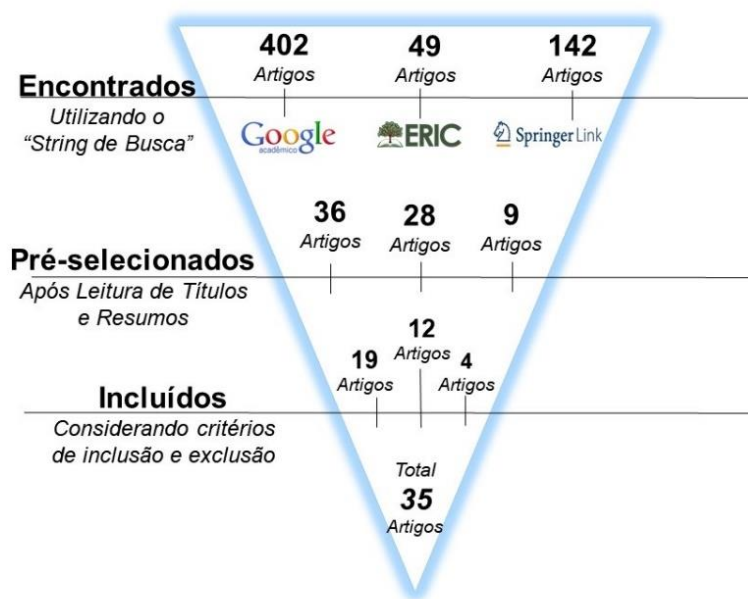 402 49 142
Artigos Artigos Artigos
Encontrados
Utilizando o
“String de Busca”
Google
acadêmico
ERIC
Springer Link
36 28 9
Artigos Artigos Artigos
Pré-selecionados
Após Leitura de Títulos
e Resumos
12
Artigos
19 4
Artigos Artigos
Incluídos
Considerando critérios
de inclusão e exclusão
Total
35
Artigos